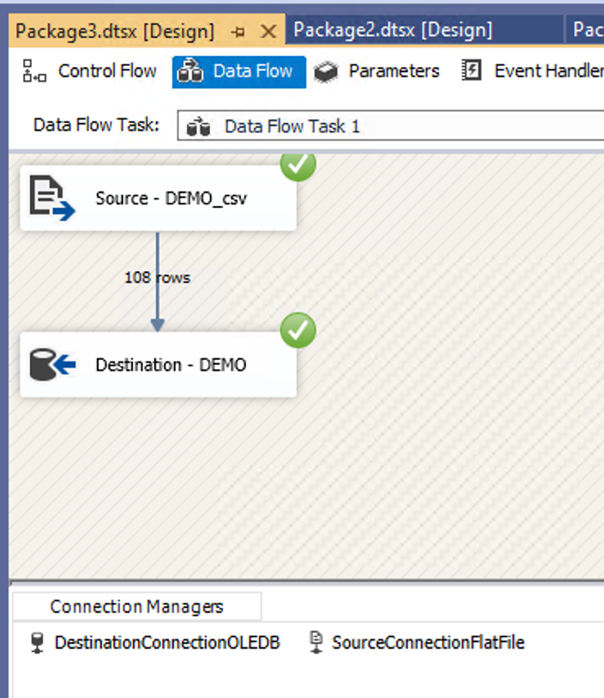 Package3.dtsx [Design] Package2.dtsx [Design] Pac
Control Flow Data Flow Parameters Event Handler
Data Flow Task: Data Flow Task 1
Source - DEMO_csv
108 rows
Destination - DEMO
Connection Managers
DestinationConnectionOLEDB SourceConnectionFlatFile